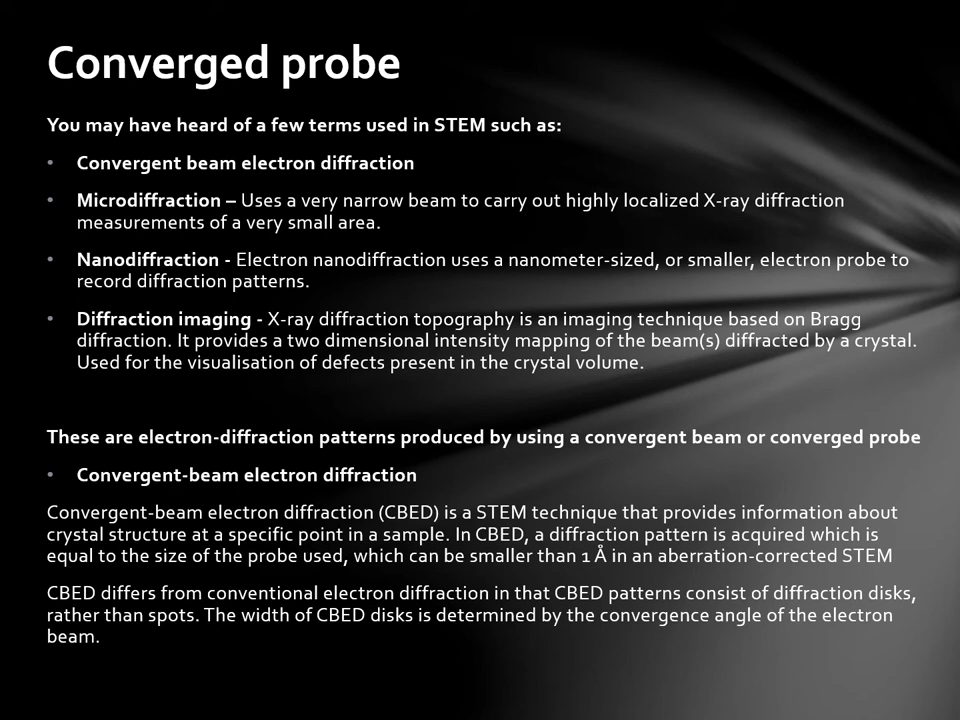 Converged probe
You may have heard of a few terms used in STEM such as:
• Convergent beam electron diffraction
• Microdiffraction – Uses a very narrow beam to carry out highly localized X-ray diffraction
measurements of a very small area.
• Nanodiffraction - Electron nanodiffraction uses a nanometer-sized, or smaller, electron probe to
record diffraction patterns.
• Diffraction imaging - X-ray diffraction topography is an imaging technique based on Bragg
diffraction. It provides a two dimensional intensity mapping of the beam(s) diffracted by a crystal.
Used for the visualisation of defects present in the crystal volume.
These are electron-diffraction patterns produced by using a convergent beam or converged probe
• Convergent-beam electron diffraction
Convergent-beam electron diffraction (CBED) is a STEM technique that provides information about
crystal structure at a specific point in a sample. In CBED, a diffraction pattern is acquired which is
equal to the size of the probe used, which can be smaller than 1 Å in an aberration-corrected STEM
CBED differs from conventional electron diffraction in that CBED patterns consist of diffraction disks,
rather than spots. The width of CBED disks is determined by the convergence angle of the electron
beam.